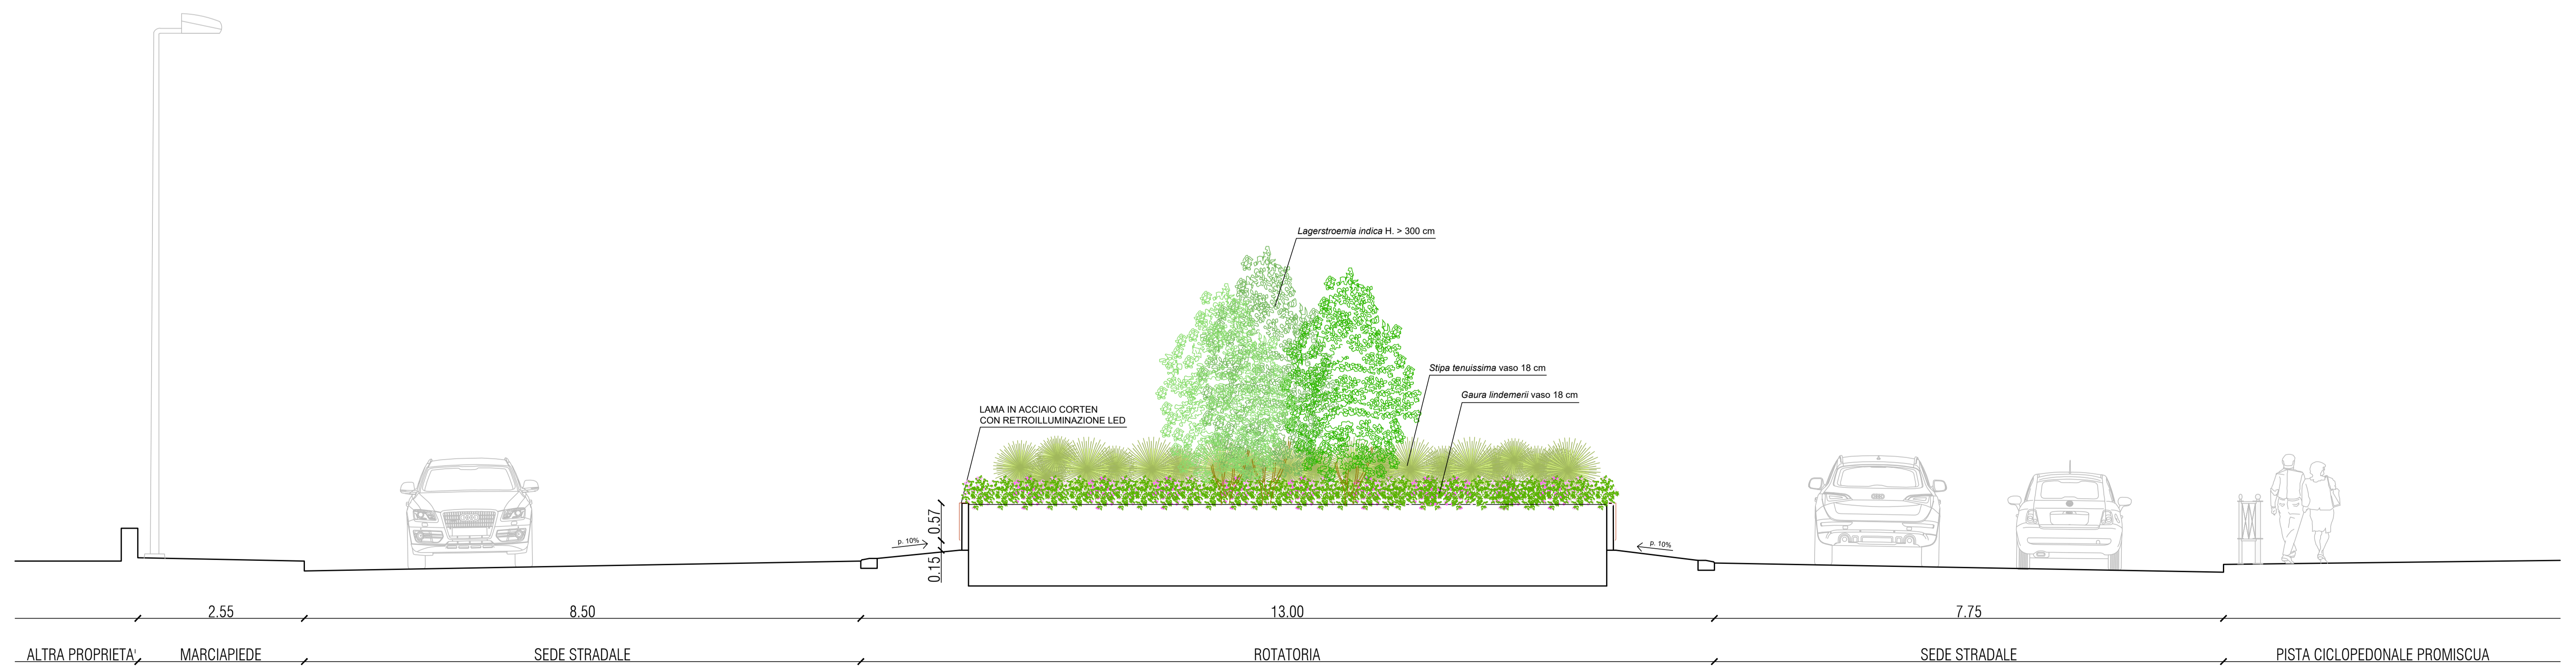 Lagerstroemia indica H. > 300 cm
Stipa tenuissima vaso 18 cm
Gaura lindemerii vaso 18 cm
LAMA IN ACCIAIO CORTEN
CON RETROILLUMINAZIONE LED
0.57
p. 10%
p. 10%
0.15
2.55
8.50
13.00
7.75
ALTRA PROPRIETA'
MARCIAPIEDE
SEDE STRADALE
ROTATORIA
SEDE STRADALE
PISTA CICLOPEDONALE PROMISCUA